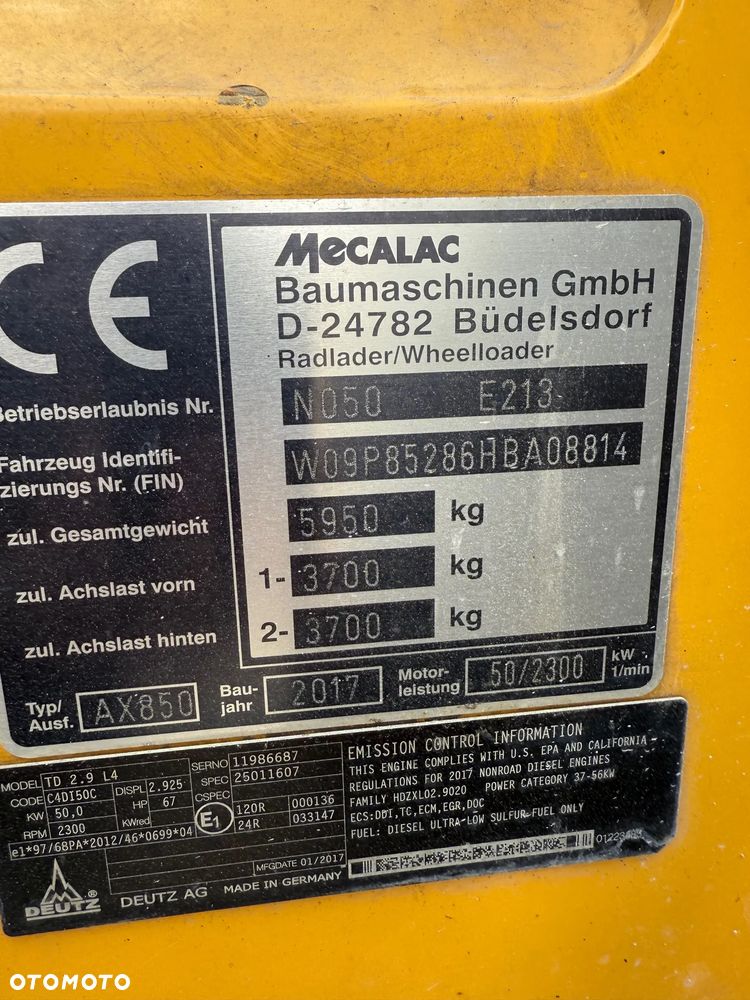 CE
MECALAC
Baumaschinen GmbH
D-24782 Büdelsdorf
Radlader/Wheelloader
Betriebserlaubnis Nr. N050 E213
Fahrzeug Identifi-
zierungs Nr. (FIN) W09P85286HBA08814
zul. Gesamtgewicht 5950 kg
zul. Achslast vorn 1- 3700 kg
zul. Achslast hinten 2- 3700 kg
Typ/
Ausf. AX850
Bau-
jahr 2017
Motor-
leistung 50/2300 kW
1/min
MODEL TD 2.9 L4
CODE C4DI50C
KW 50,0
RPM 2300
DISPL 2.925
HP 67
KWred
SERNO 11986687
SPEC 25011607
CSPEC
E1
120R 000136
24R 033147
e1*97/68PA*2012/46*0699*04
MFGDATE 01/2017
DEUTZ
DEUTZ AG
MADE IN GERMANY
EMISSION CONTROL INFORMATION
THIS ENGINE COMPLIES WITH U.S. EPA AND CALIFORNIA
REGULATIONS FOR 2017 NONROAD DIESEL ENGINES
FAMILY HDZXL02.9020 POWER CATEGORY 37-56KW
ECS:DDI,TC,ECM,EGR,DOC
FUEL: DIESEL ULTRA-LOW SULFUR FUEL ONLY
OTOMOTO